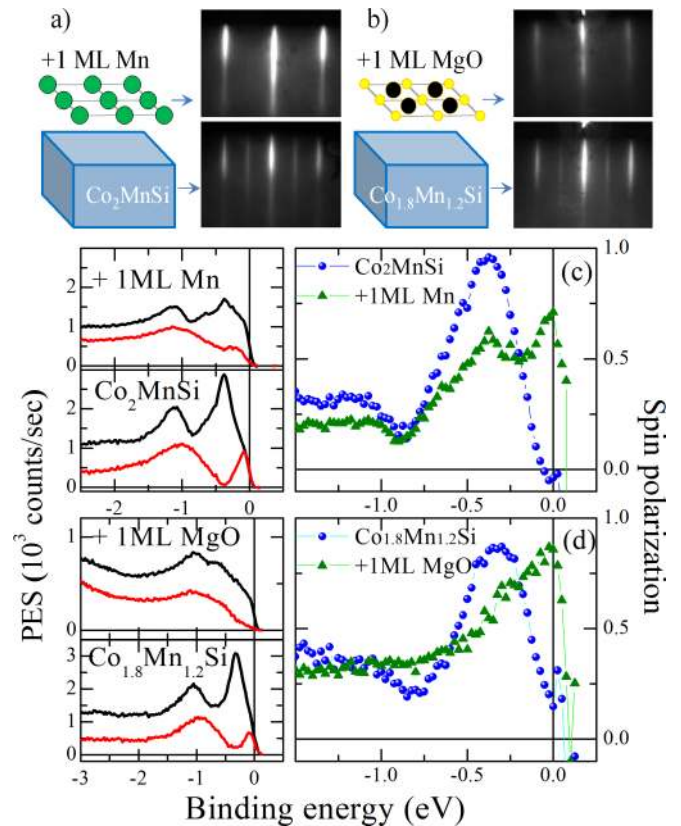 a)
b)
+1 ML Mn
+1 ML MgO
Co2MnSi
Co1.8Mn1.2Si
+ 1ML Mn
2
1
0
Co2MnSi
2
1
0
-2
-1
0
+ 1ML MgO
1
0
Co1.8Mn1.2Si
3
2
1
0
-3
-2
-1
0
PES (10^3 counts/sec)
(c)
Co2MnSi
+1ML Mn
1.0
0.5
0.0
-1.0
-0.5
0.0
(d)
Co1.8Mn1.2Si
+1ML MgO
1.0
0.5
0.0
-1.0
-0.5
0.0
Spin polarization
Binding energy (eV)